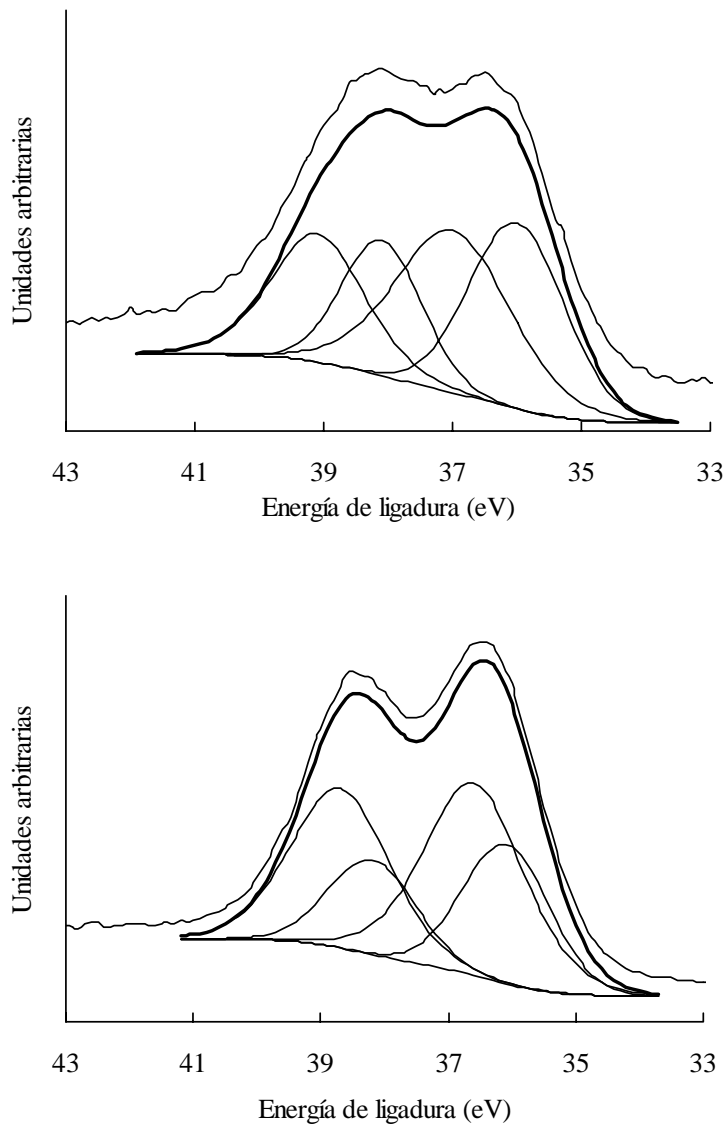 Unidades arbitrarias
43 41 39 37 35 33
Energía de ligadura (eV)
Unidades arbitrarias
43 41 39 37 35 33
Energía de ligadura (eV)